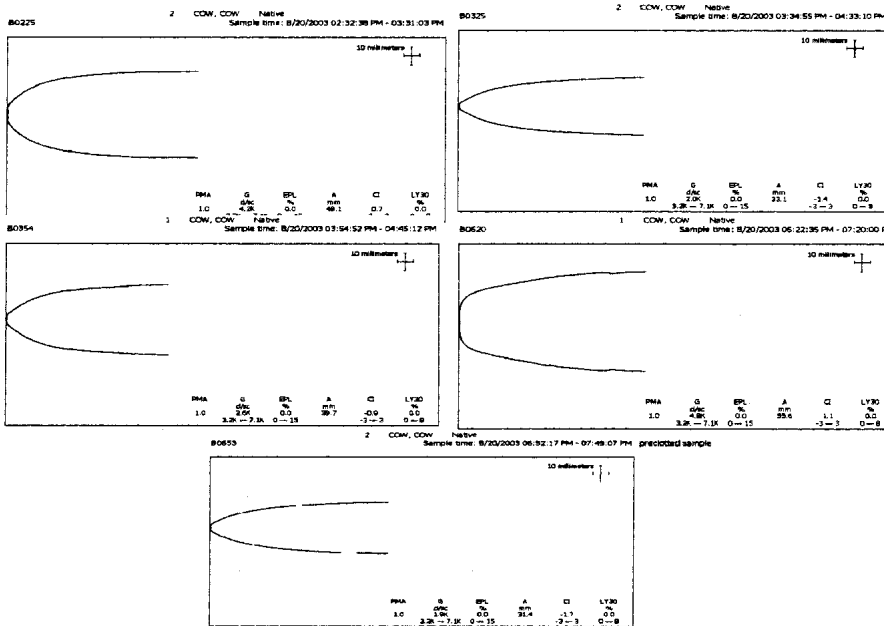 2 COW, COW Native
B0225 Sample time: 8/20/2003 02:32:38 PM - 03:31:03 PM
10 millimeters
PMA G EPL A CI LY30
d/sc % mm %
1.0 4.2K 0.0 48.1 0.7 0.0
2 COW, COW Native
B0325 Sample time: 8/20/2003 03:34:55 PM - 04:33:10 PM
10 millimeters
PMA G EPL A CI LY30
d/sc % mm %
1.0 2.0K 0.0 33.1 -1.4 0.0
3.2K — 7.1K 0 — 15 -3 — 3 0 — 8
1 COW, COW Native
B0354 Sample time: 8/20/2003 03:54:52 PM - 04:45:12 PM
10 millimeters
PMA G EPL A CI LY30
d/sc % mm %
1.0 0.0 39.7 -0.9 0.0
3.2K — 7.1K 0 — 15 -3 — 3 0 — 8
1 COW, COW Native
B0620 Sample time: 8/20/2003 06:22:35 PM - 07:20:00 P
10 millimeters
PMA G EPL A CI LY30
d/sc % mm %
1.0 4.8K 0.0 55.6 1.1 0.0
3.2K — 7.1K 0 — 15 -3 — 3 0 — 8
2 COW, COW Native
B0653 Sample time: 8/20/2003 06:52:17 PM - 07:49:07 PM preclotted sample
10 millimeters
PMA G EPL A CI LY30
d/sc % mm %
1.0 1.9K 0.0 31.4 -1.7 0.0
3.2K — 7.1K 0 — 15 -3 — 3 0 — 8